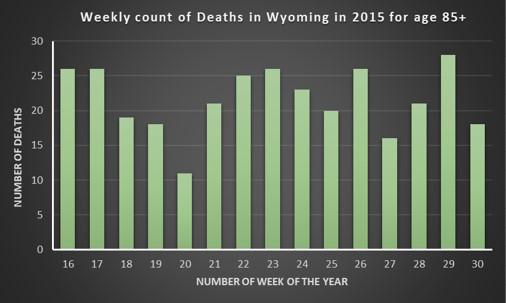 Weekly count of Deaths in Wyoming in 2015 for age 85+
30
25
20
15
10
5
0
NUMBER OF DEATHS
16 17 18 19 20 21 22 23 24 25 26 27 28 29 30
NUMBER OF WEEK OF THE YEAR